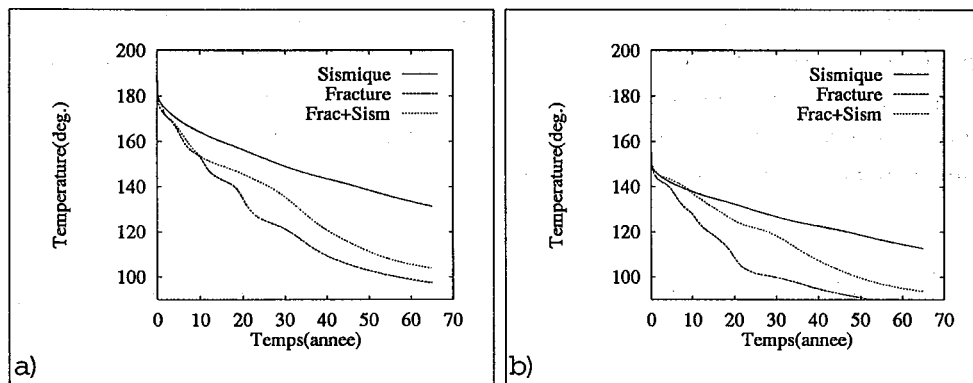 200
180
160
140
120
100
Temperature(deg.)
Sismique
Fracture
Frac+Sism
0 10 20 30 40 50 60 70
Temps(annee)
a)
200
180
160
140
120
100
Temperature(deg.)
Sismique
Fracture
Frac+Sism
0 10 20 30 40 50 60 70
Temps(annee)
b)